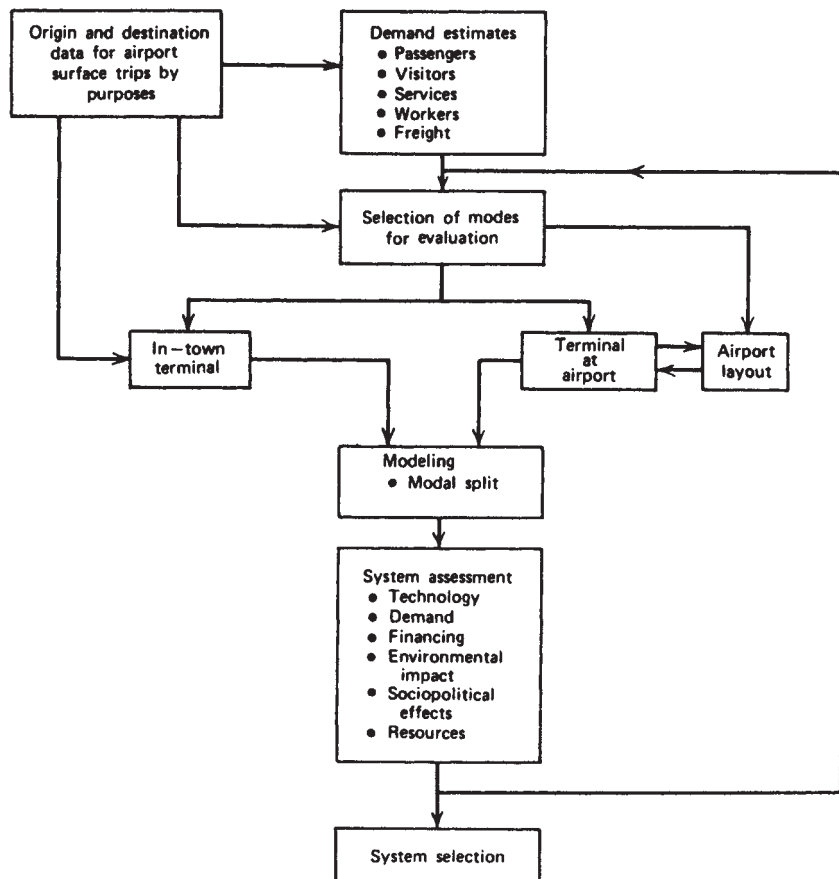 Origin and destination
data for airport
surface trips by
purposes
Demand estimates
● Passengers
● Visitors
● Services
● Workers
● Freight
Selection of modes
for evaluation
In-town
terminal
Terminal
at
airport
Airport
layout
Modeling
● Modal split
System assessment
● Technology
● Demand
● Financing
● Environmental
impact
● Sociopolitical
effects
● Resources
System selection